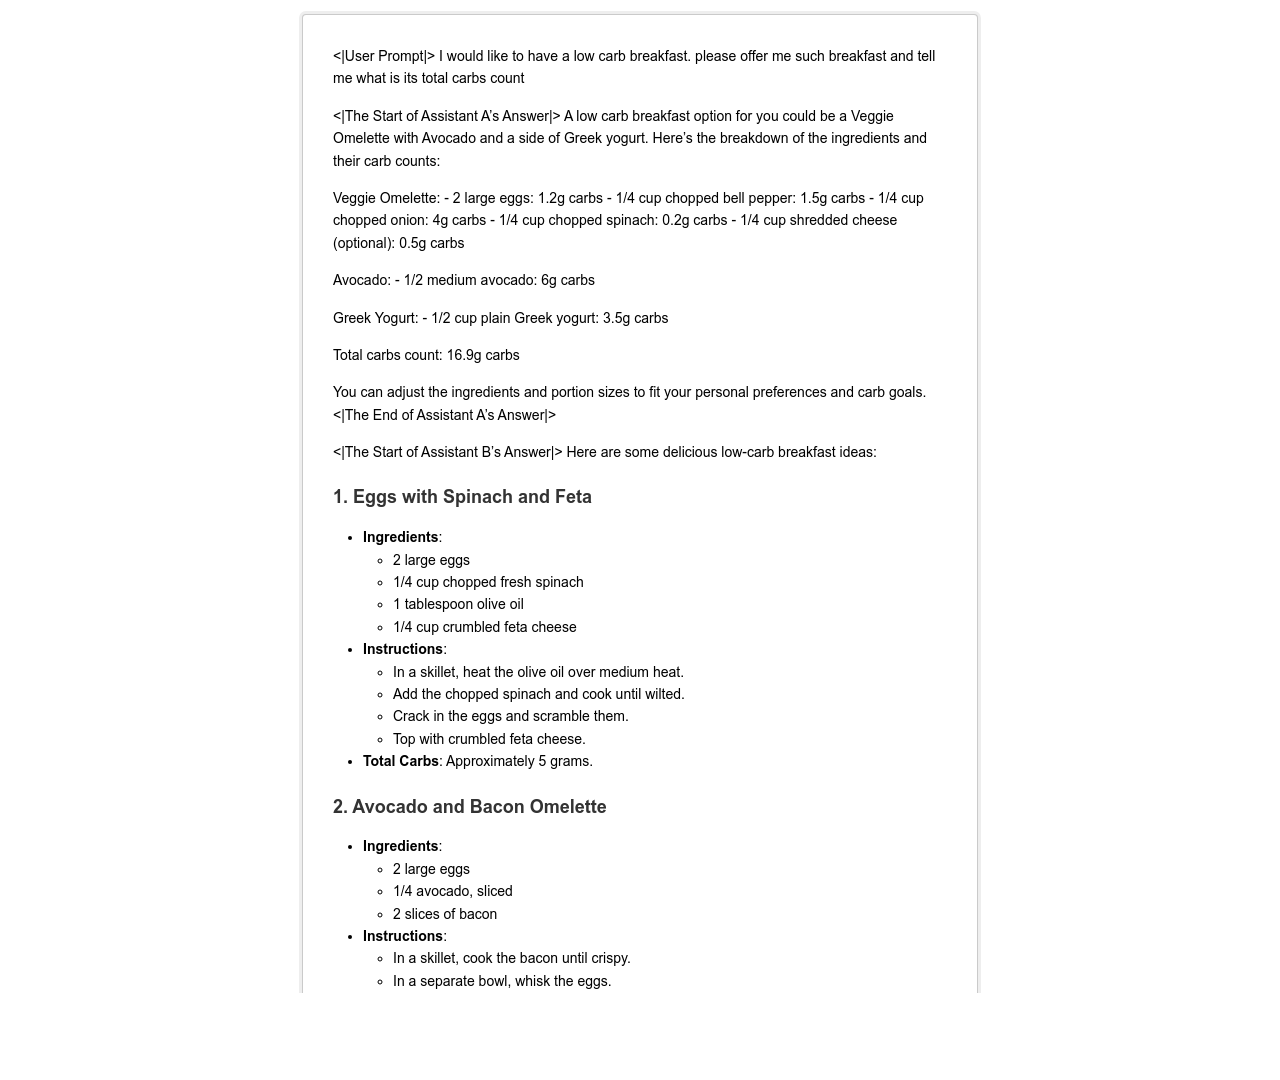 <|User Prompt|> I would like to have a low carb breakfast. please offer me such breakfast and tell
me what is its total carbs count
<|The Start of Assistant A’s Answer|> A low carb breakfast option for you could be a Veggie
Omelette with Avocado and a side of Greek yogurt. Here’s the breakdown of the ingredients and
their carb counts:
Veggie Omelette: - 2 large eggs: 1.2g carbs - 1/4 cup chopped bell pepper: 1.5g carbs - 1/4 cup
chopped onion: 4g carbs - 1/4 cup chopped spinach: 0.2g carbs - 1/4 cup shredded cheese
(optional): 0.5g carbs
Avocado: - 1/2 medium avocado: 6g carbs
Greek Yogurt: - 1/2 cup plain Greek yogurt: 3.5g carbs
Total carbs count: 16.9g carbs
You can adjust the ingredients and portion sizes to fit your personal preferences and carb goals.
<|The End of Assistant A’s Answer|>
<|The Start of Assistant B’s Answer|> Here are some delicious low-carb breakfast ideas:
1. Eggs with Spinach and Feta
• Ingredients:
◦ 2 large eggs
◦ 1/4 cup chopped fresh spinach
◦ 1 tablespoon olive oil
◦ 1/4 cup crumbled feta cheese
• Instructions:
◦ In a skillet, heat the olive oil over medium heat.
◦ Add the chopped spinach and cook until wilted.
◦ Crack in the eggs and scramble them.
◦ Top with crumbled feta cheese.
• Total Carbs: Approximately 5 grams.
2. Avocado and Bacon Omelette
• Ingredients:
◦ 2 large eggs
◦ 1/4 avocado, sliced
◦ 2 slices of bacon
• Instructions:
◦ In a skillet, cook the bacon until crispy.
◦ In a separate bowl, whisk the eggs.